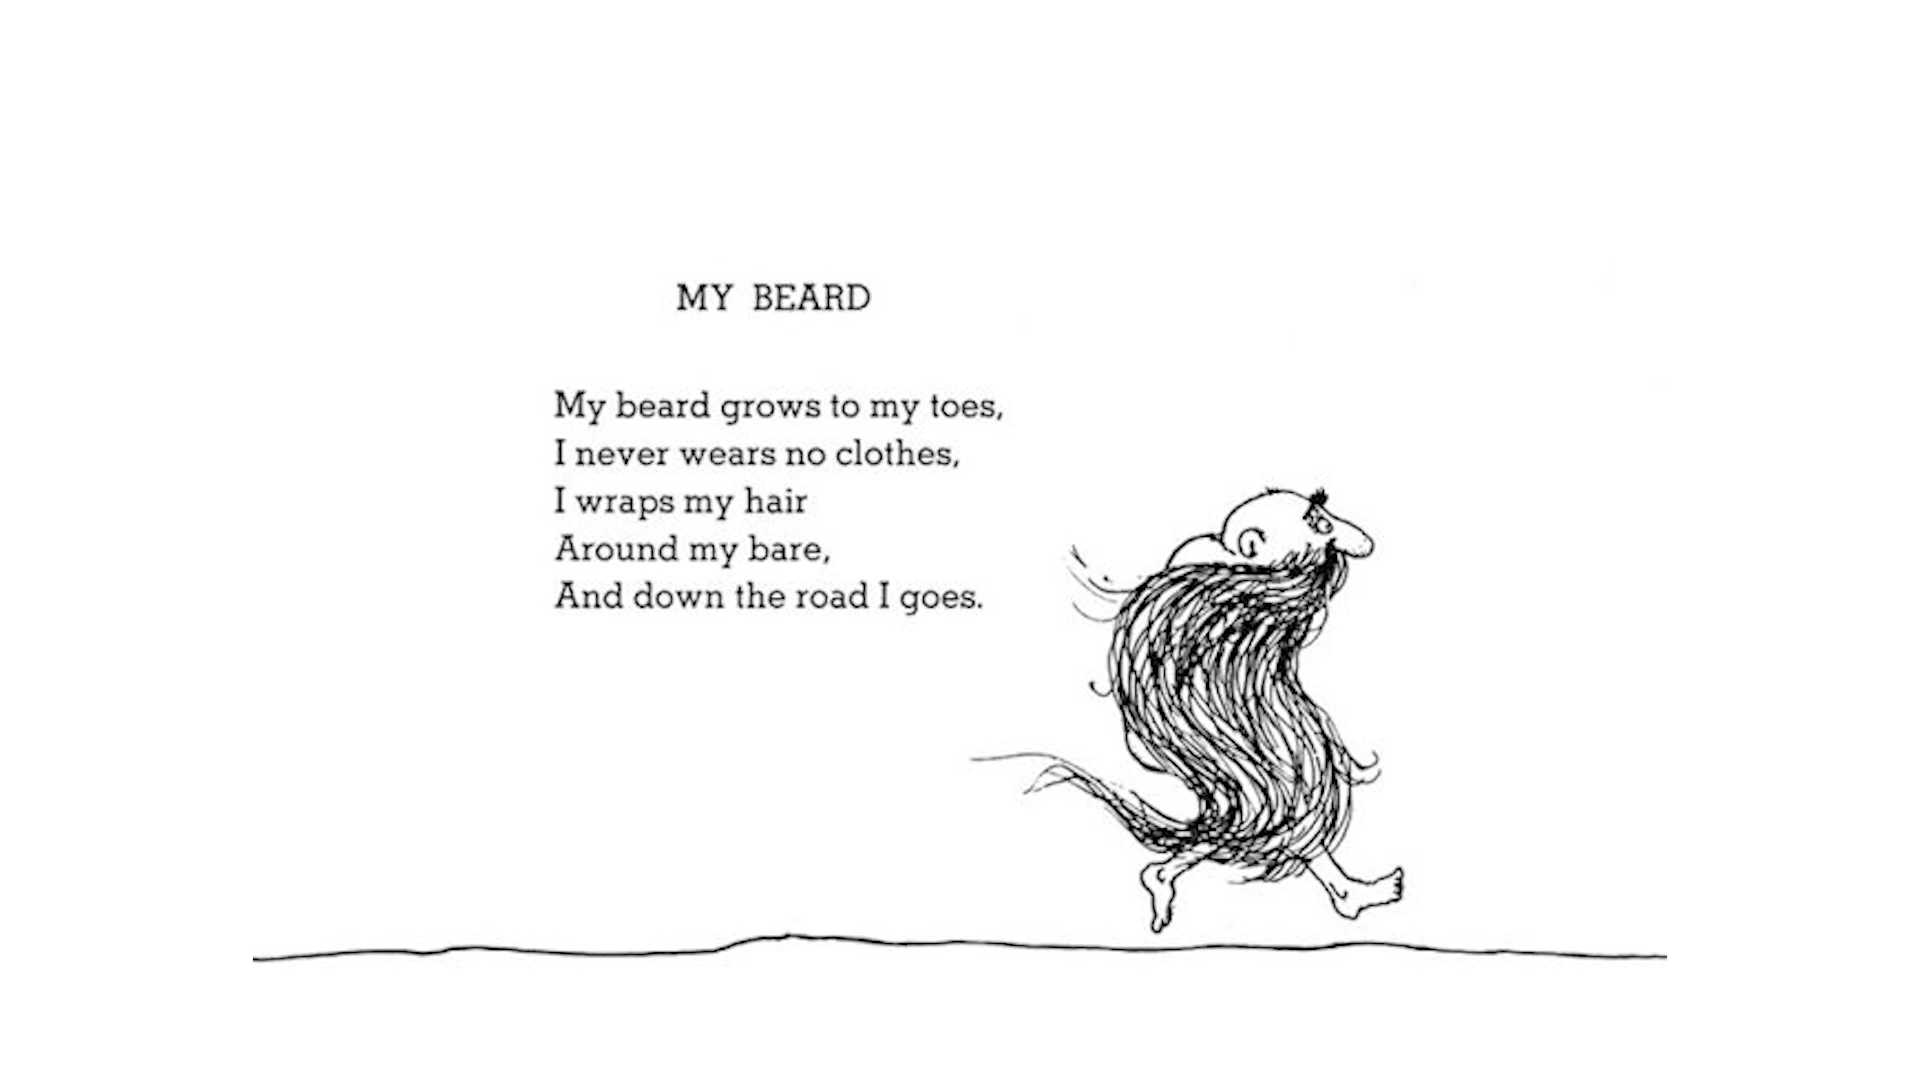 MY BEARD
My beard grows to my toes,
I never wears no clothes,
I wraps my hair
Around my bare,
And down the road I goes.